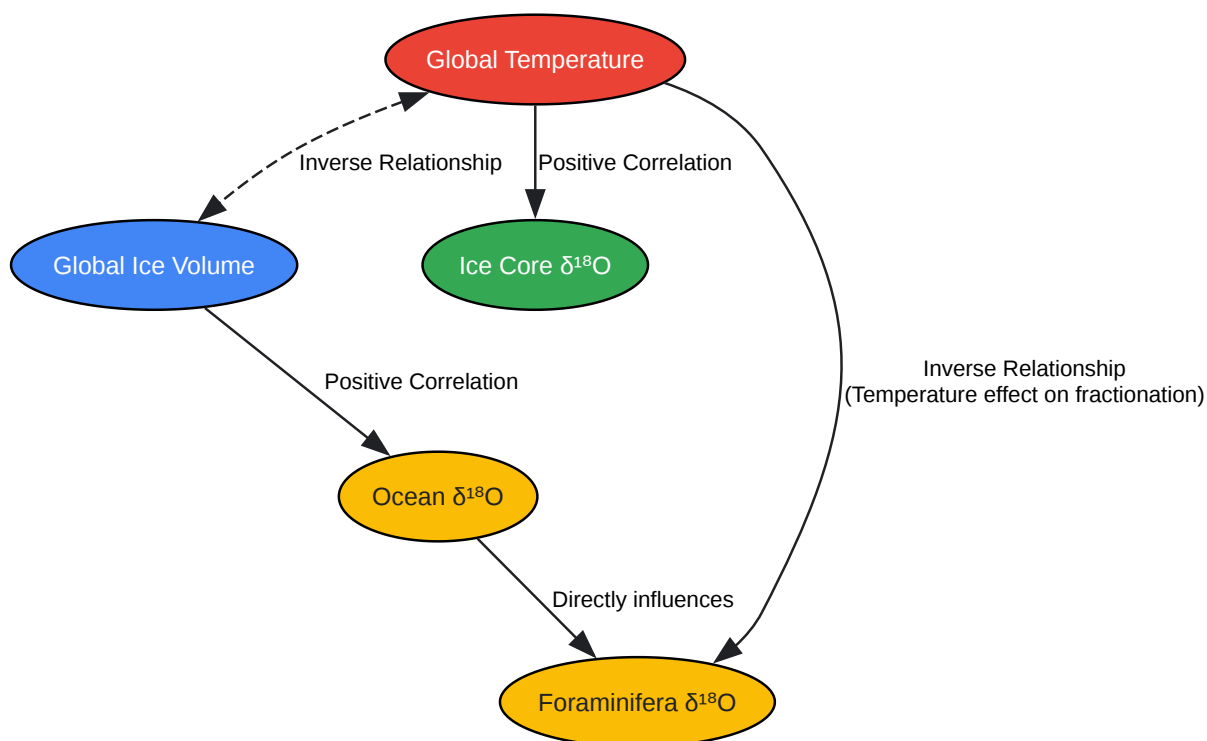 Global Temperature
Inverse Relationship
Positive Correlation
Global Ice Volume
Ice Core δ¹⁸O
Inverse Relationship
(Temperature effect on fractionation)
Positive Correlation
Ocean δ¹⁸O
Directly influences
Foraminifera δ¹⁸O